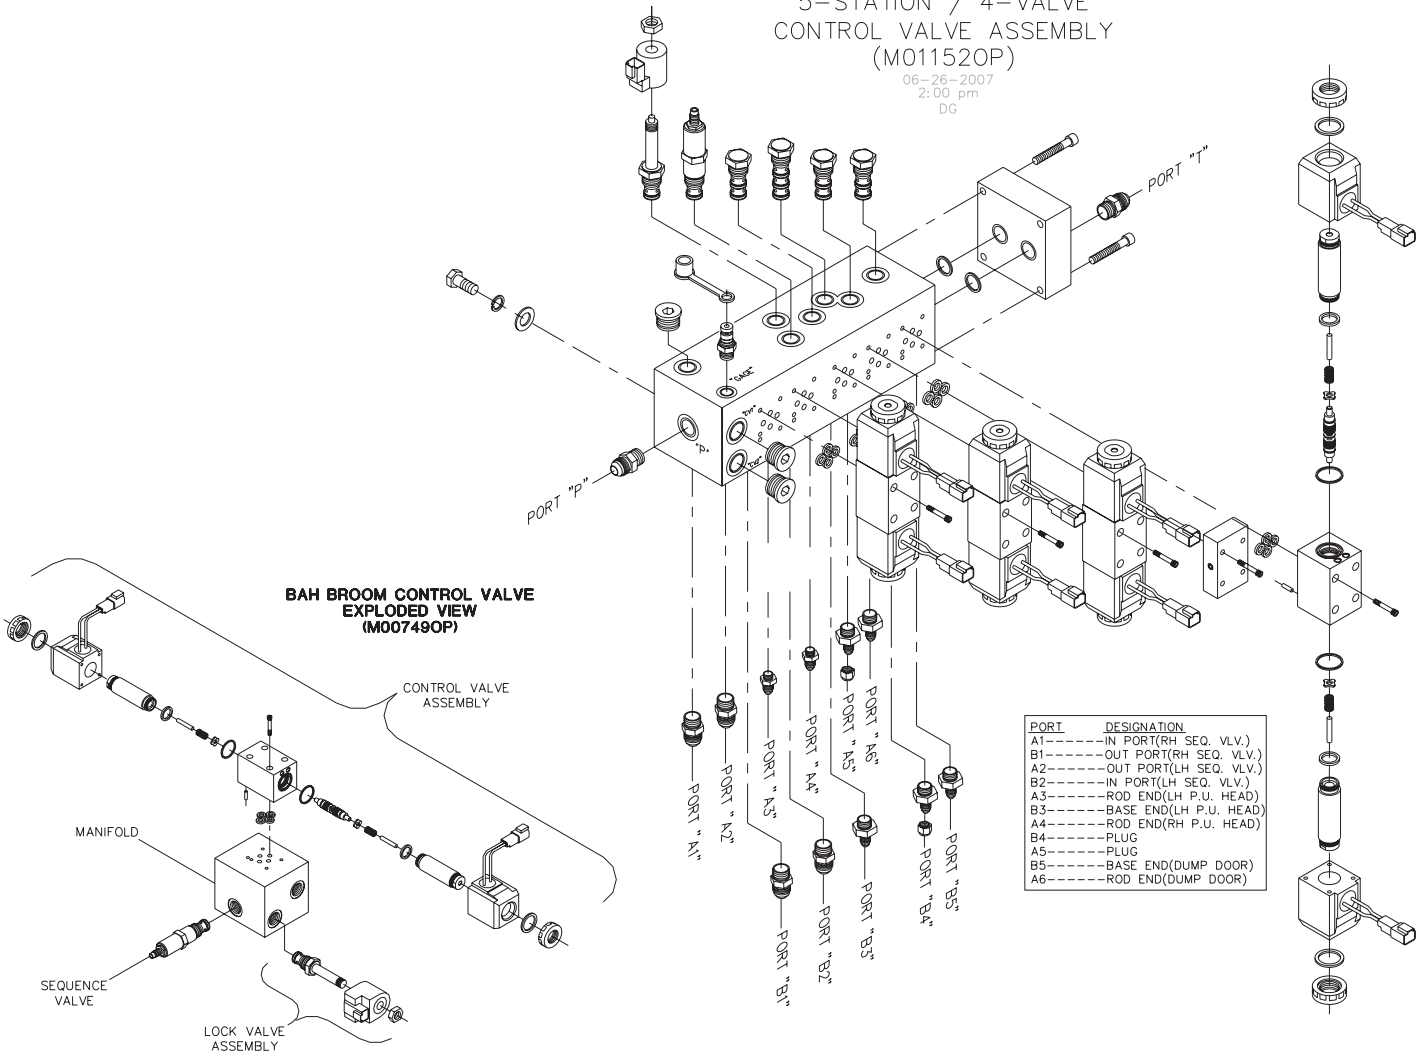 5-STATION / 4-VALVE
CONTROL VALVE ASSEMBLY
(M01152OP)
06-26-2007
2:00 pm
DG
PORT "T"
"GAGE"
"P"
PORT "P"
BAH BROOM CONTROL VALVE
EXPLODED VIEW
(M00749OP)
CONTROL VALVE
ASSEMBLY
MANIFOLD
SEQUENCE
VALVE
LOCK VALVE
ASSEMBLY
PORT "A1"
PORT "A2"
PORT "A3"
PORT "A4"
PORT "A5"
PORT "A6"
PORT "B1"
PORT "B2"
PORT "B3"
PORT "B4"
PORT "B5"
PORT DESIGNATION
A1------IN PORT(RH SEQ. VLV.)
B1------OUT PORT(RH SEQ. VLV.)
A2------OUT PORT(LH SEQ. VLV.)
B2------IN PORT(LH SEQ. VLV.)
A3------ROD END(LH P.U. HEAD)
B3------BASE END(LH P.U. HEAD)
A4------ROD END(RH P.U. HEAD)
B4------PLUG
A5------PLUG
B5------BASE END(DUMP DOOR)
A6------ROD END(DUMP DOOR)